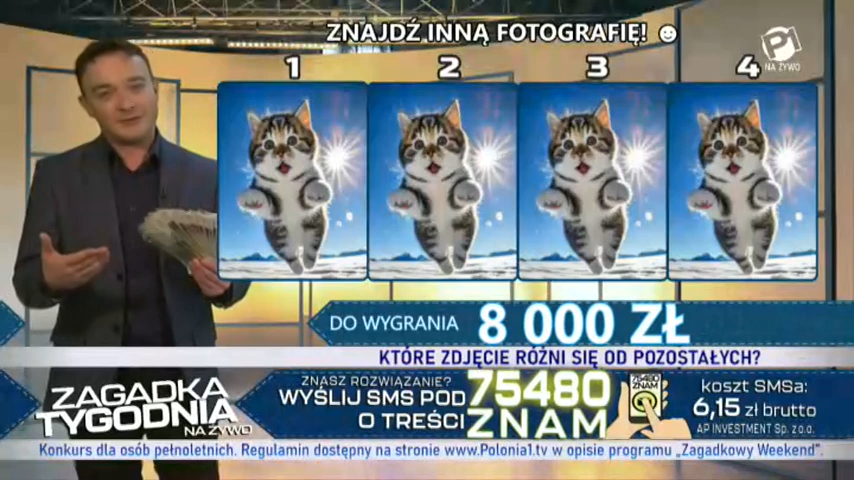 ZNAJDŹ INNĄ FOTOGRAFIĘ! ☻
1 2 3 4
P1
NA ŻYWO
DO WYGRANIA 8 000 ZŁ
KTÓRE ZDJĘCIE RÓŻNI SIĘ OD POZOSTAŁYCH?
ZAGADKA
TYGODNIA
NA ŻYWO
ZNASZ ROZWIĄZANIE?
WYŚLIJ SMS POD 75480
O TREŚCI ZNAM
75480
ZNAM
koszt SMSa:
6,15 zł brutto
AP INVESTMENT Sp. z o.o.
Konkurs dla osób pełnoletnich. Regulamin dostępny na stronie www.Polonia1.tv w opisie programu „Zagadkowy Weekend”.